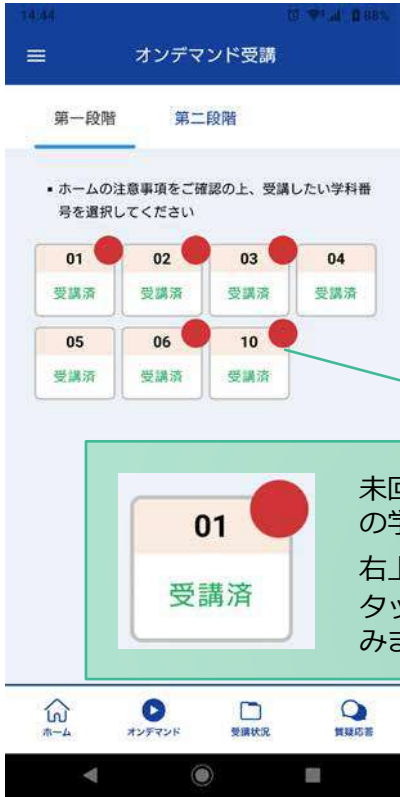 14:44
88%
オンデマンド受講
第一段階
第二段階
▪ ホームの注意事項をご確認の上、受講したい学科番
号を選択してください
01
02
03
04
受講済
受講済
受講済
受講済
05
06
10
受講済
受講済
受講済
01
受講済
未回
の学
右上
タッ
みま
ホーム
オンデマンド
受講状況
質疑応答